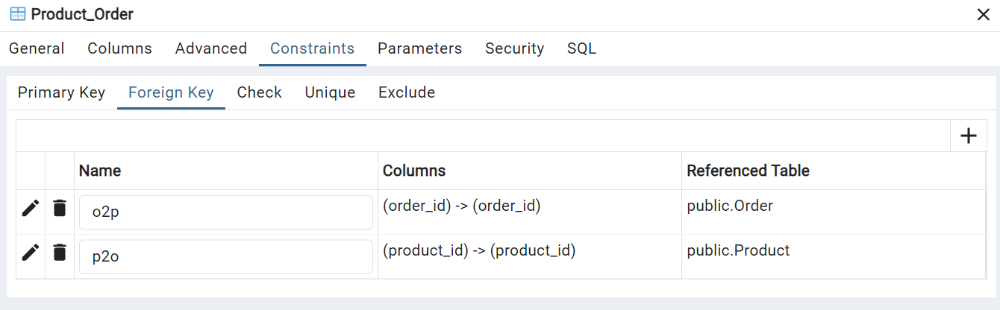 Product_Order
General Columns Advanced Constraints Parameters Security SQL
Primary Key Foreign Key Check Unique Exclude
Name Columns Referenced Table
o2p (order_id) -> (order_id) public.Order
p2o (product_id) -> (product_id) public.Product